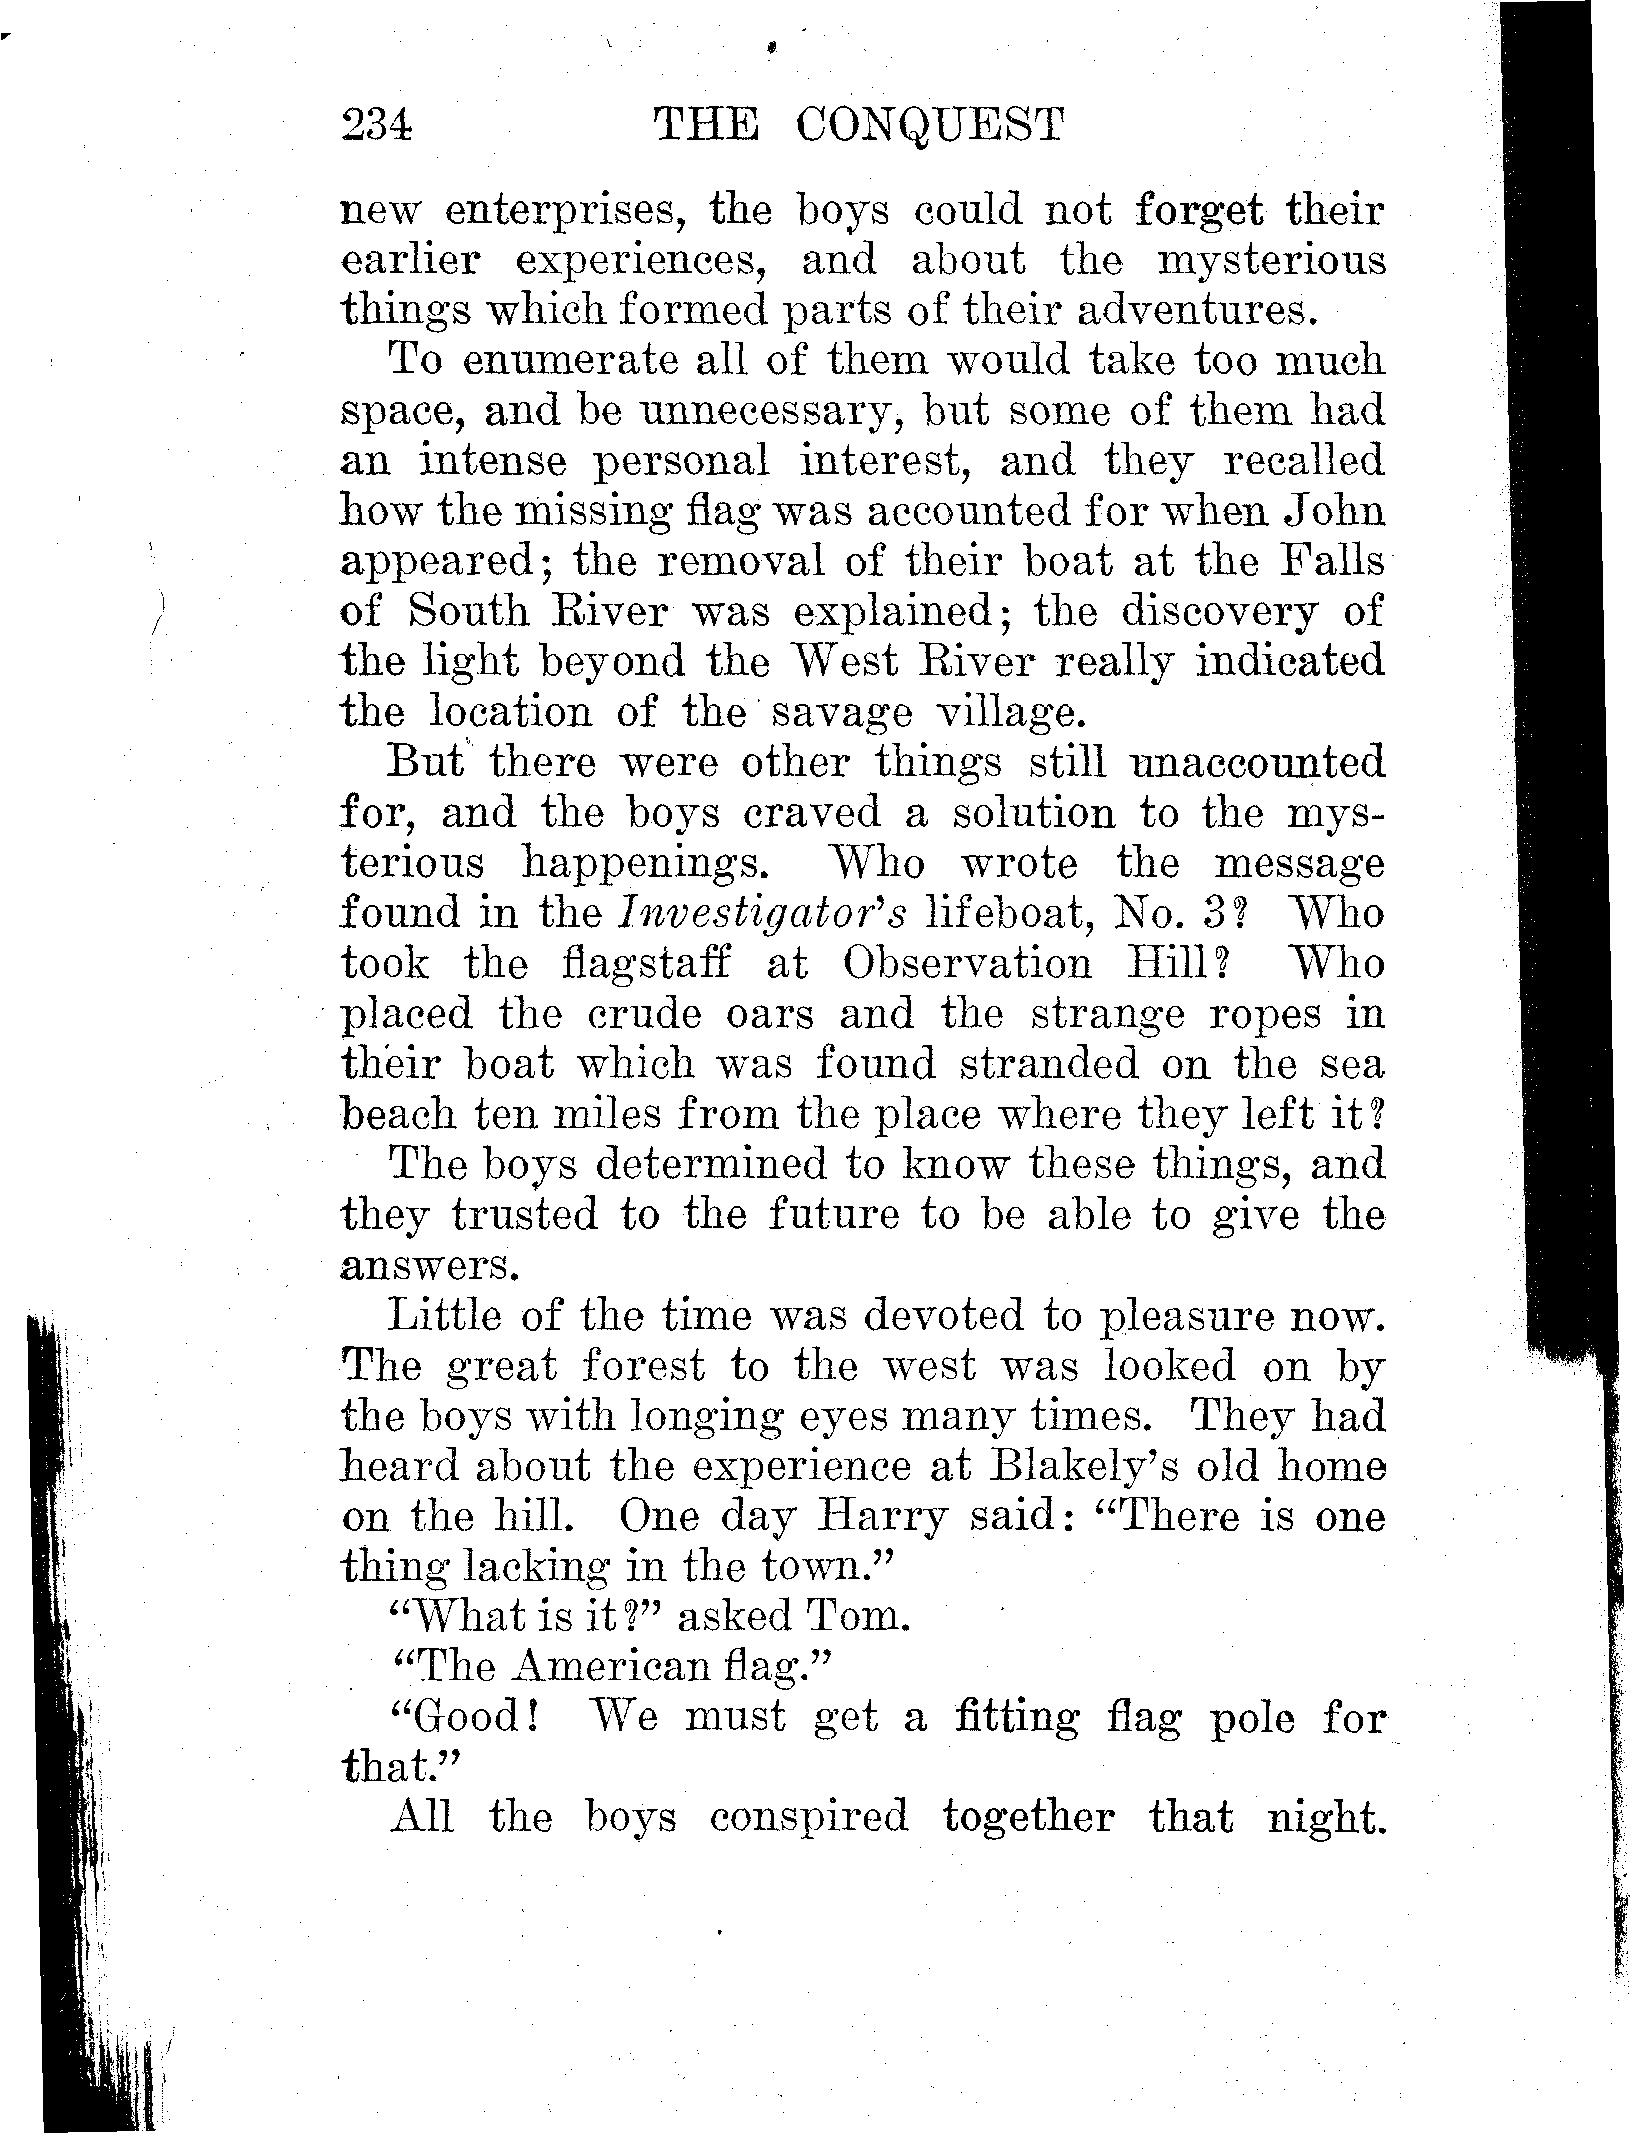 234 THE CONQUEST
new enterprises, the boys could not forget their
earlier experiences, and about the mysterious
things which formed parts of their adventures.
To enumerate all of them would take too much
space, and be unnecessary, but some of them had
an intense personal interest, and they recalled
how the missing flag was accounted for when John
appeared; the removal of their boat at the Falls
of South River was explained; the discovery of
the light beyond the West River really indicated
the location of the savage village.
But there were other things still unaccounted
for, and the boys craved a solution to the mys-
terious happenings. Who wrote the message
found in the Investigator's lifeboat, No. 3? Who
took the flagstaff at Observation Hill? Who
placed the crude oars and the strange ropes in
their boat which was found stranded on the sea
beach ten miles from the place where they left it?
The boys determined to know these things, and
they trusted to the future to be able to give the
answers.
Little of the time was devoted to pleasure now.
The great forest to the west was looked on by
the boys with longing eyes many times. They had
heard about the experience at Blakely's old home
on the hill. One day Harry said: "There is one
thing lacking in the town."
"What is it?" asked Tom.
"The American flag."
"Good! We must get a fitting flag pole for
that."
All the boys conspired together that night.